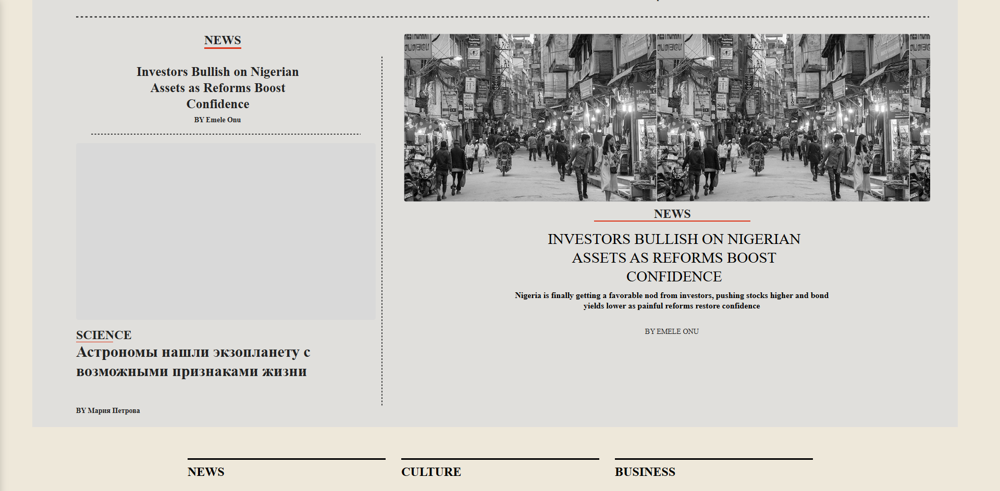 NEWS
Investors Bullish on Nigerian
Assets as Reforms Boost
Confidence
BY Emele Onu
SCIENCE
Астрономы нашли экзопланету с
возможными признаками жизни
BY Мария Петрова
Health C
Health C
NEWS
INVESTORS BULLISH ON NIGERIAN
ASSETS AS REFORMS BOOST
CONFIDENCE
Nigeria is finally getting a favorable nod from investors, pushing stocks higher and bond
yields lower as painful reforms restore confidence
BY EMELE ONU
NEWS
CULTURE
BUSINESS